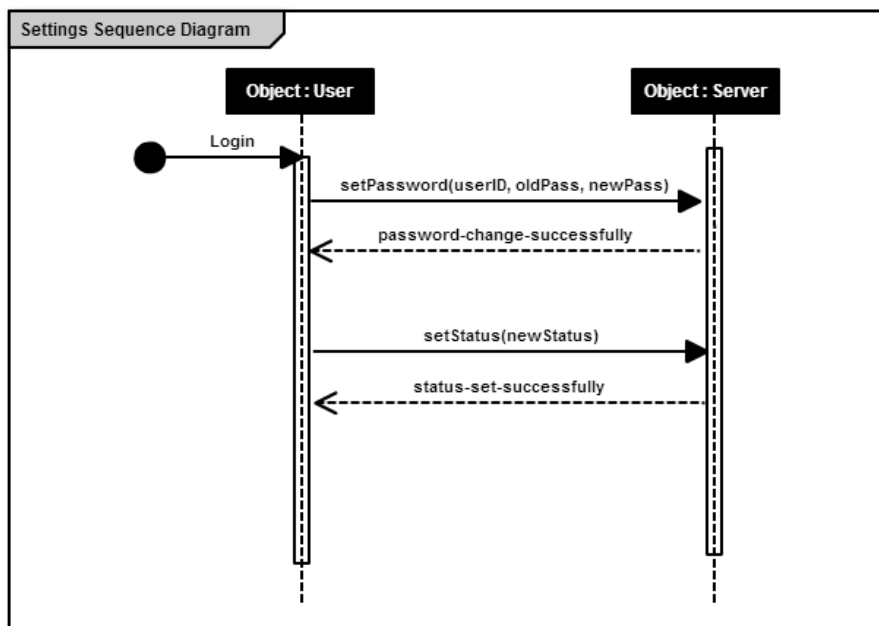 Settings Sequence Diagram
Object : User
Object : Server
Login
setPassword(userID, oldPass, newPass)
password-change-successfully
setStatus(newStatus)
status-set-successfully